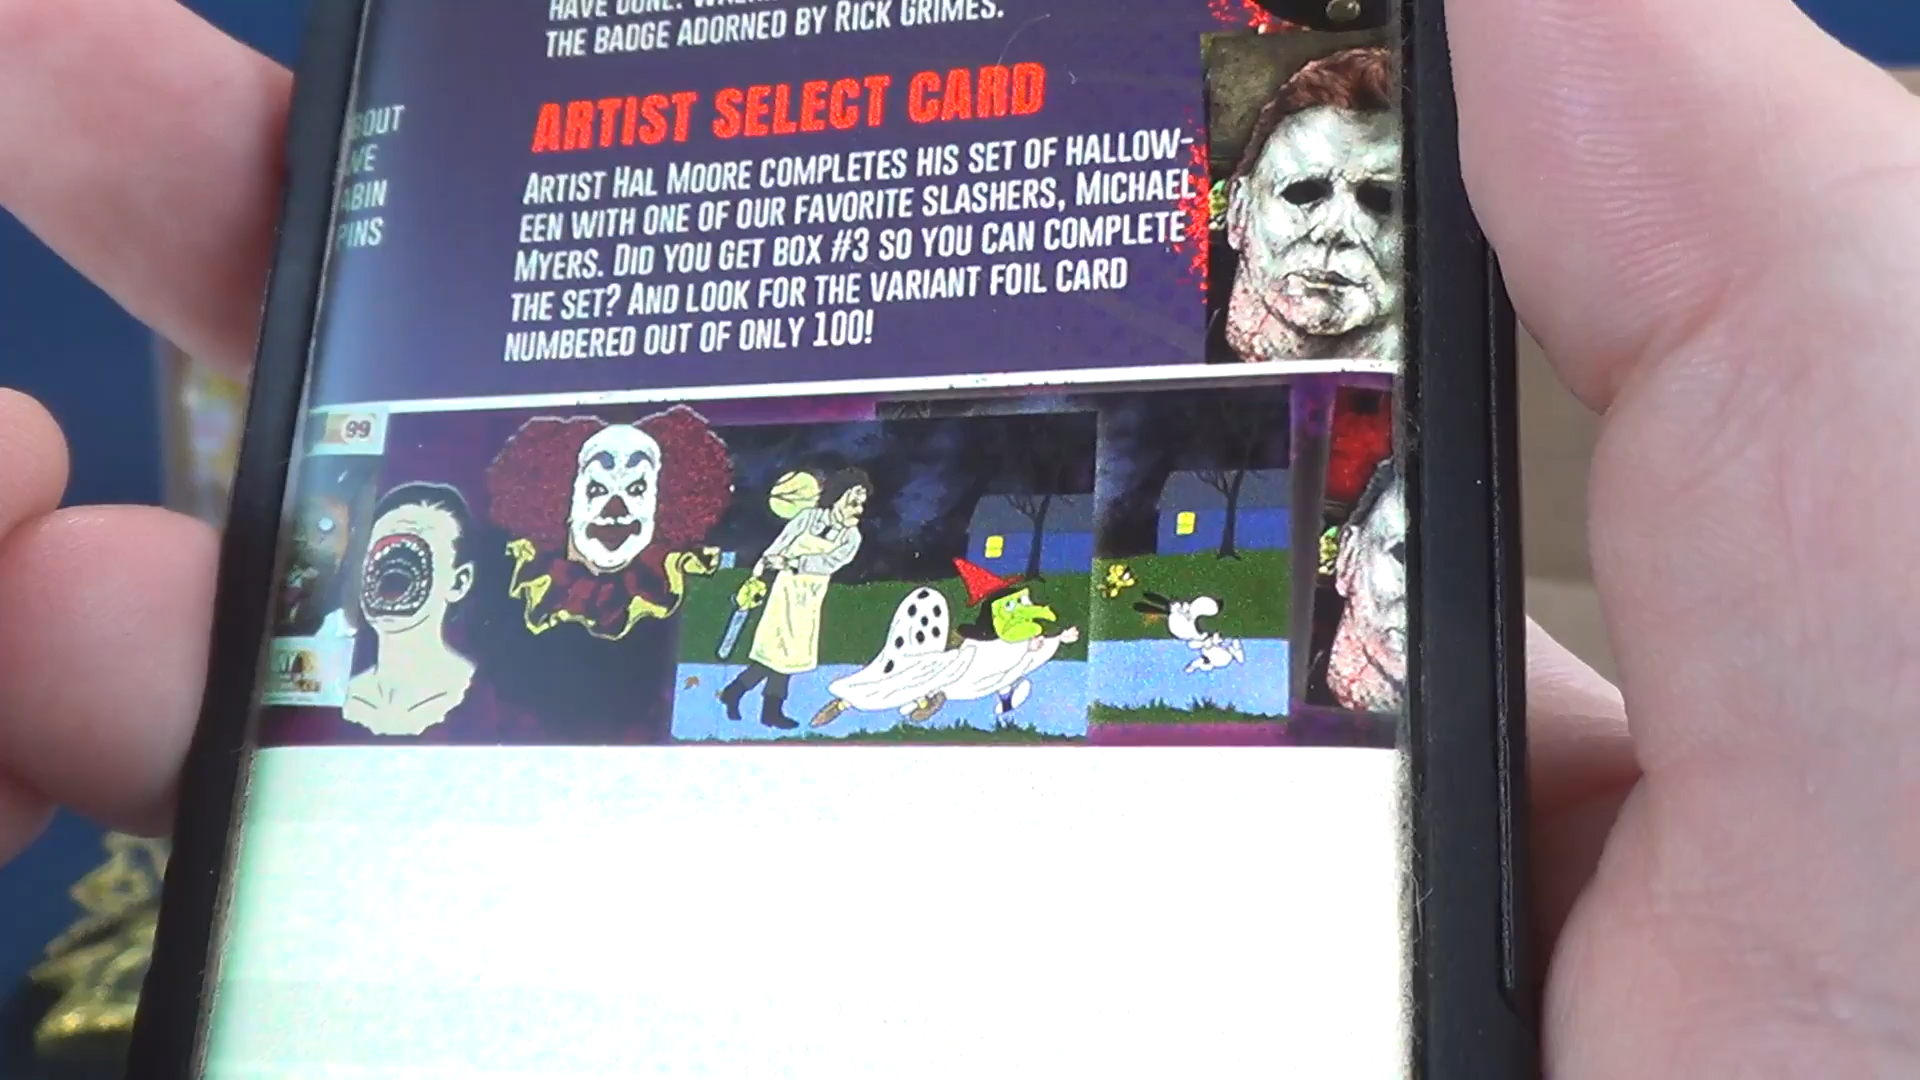 THE BADGE ADORNED BY RICK GRIMES.
ARTIST SELECT CARD
ARTIST HAL MOORE COMPLETES HIS SET OF HALLOW-
EEN WITH ONE OF OUR FAVORITE SLASHERS, MICHAEL
MYERS. DID YOU GET BOX #3 SO YOU CAN COMPLETE
THE SET? AND LOOK FOR THE VARIANT FOIL CARD
NUMBERED OUT OF ONLY 100!
PINS
99